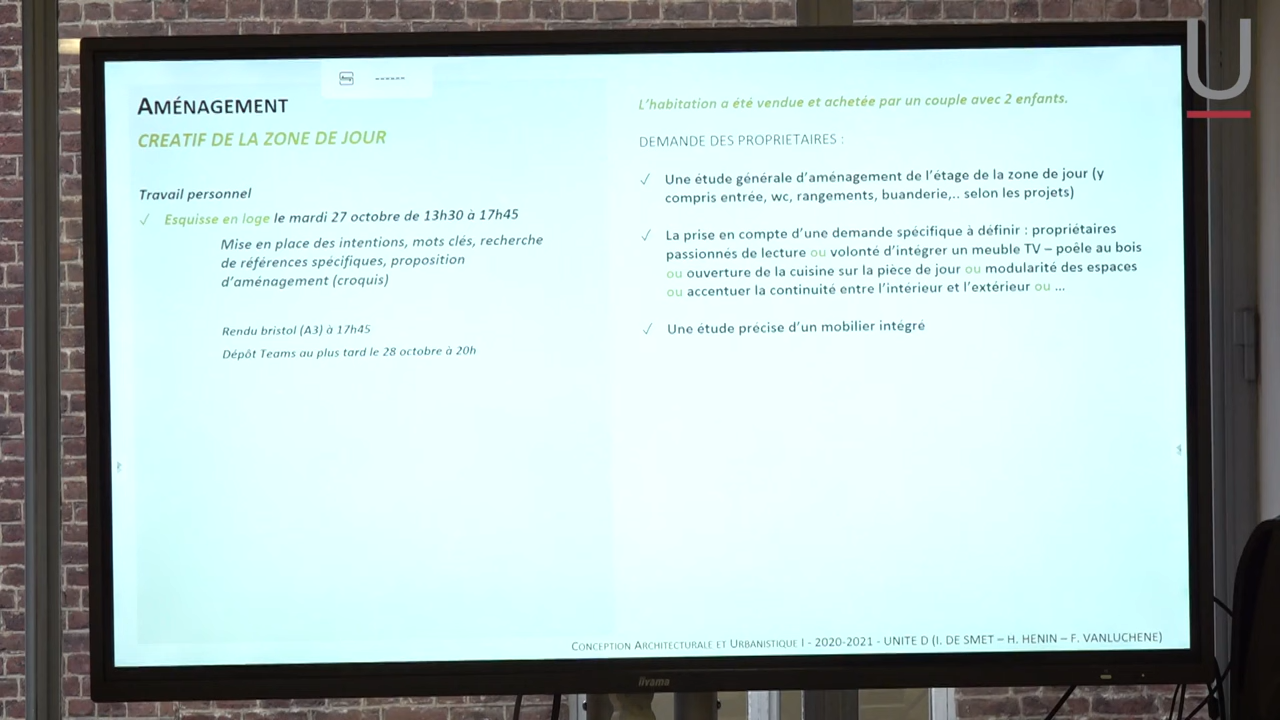 AMÉNAGEMENT
CREATIF DE LA ZONE DE JOUR
Travail personnel
✓ Esquisse en loge le mardi 27 octobre de 13h30 à 17h45
Mise en place des intentions, mots clés, recherche
de références spécifiques, proposition
d'aménagement (croquis)
Rendu bristol (A3) à 17h45
Dépôt Teams au plus tard le 28 octobre à 20h
L'habitation a été vendue et achetée par un couple avec 2 enfants.
DEMANDE DES PROPRIETAIRES :
✓ Une étude générale d'aménagement de l'étage de la zone de jour (y
compris entrée, wc, rangements, buanderie,.. selon les projets)
✓ La prise en compte d'une demande spécifique à définir : propriétaires
passionnés de lecture ou volonté d'intégrer un meuble TV – poêle au bois
ou ouverture de la cuisine sur la pièce de jour ou modularité des espaces
ou accentuer la continuité entre l'intérieur et l'extérieur ou ...
✓ Une étude précise d'un mobilier intégré
CONCEPTION ARCHITECTURALE ET URBANISTIQUE I - 2020-2021 - UNITE D (I. DE SMET – H. HENIN – F. VANLUCHENE)
iiyama
U